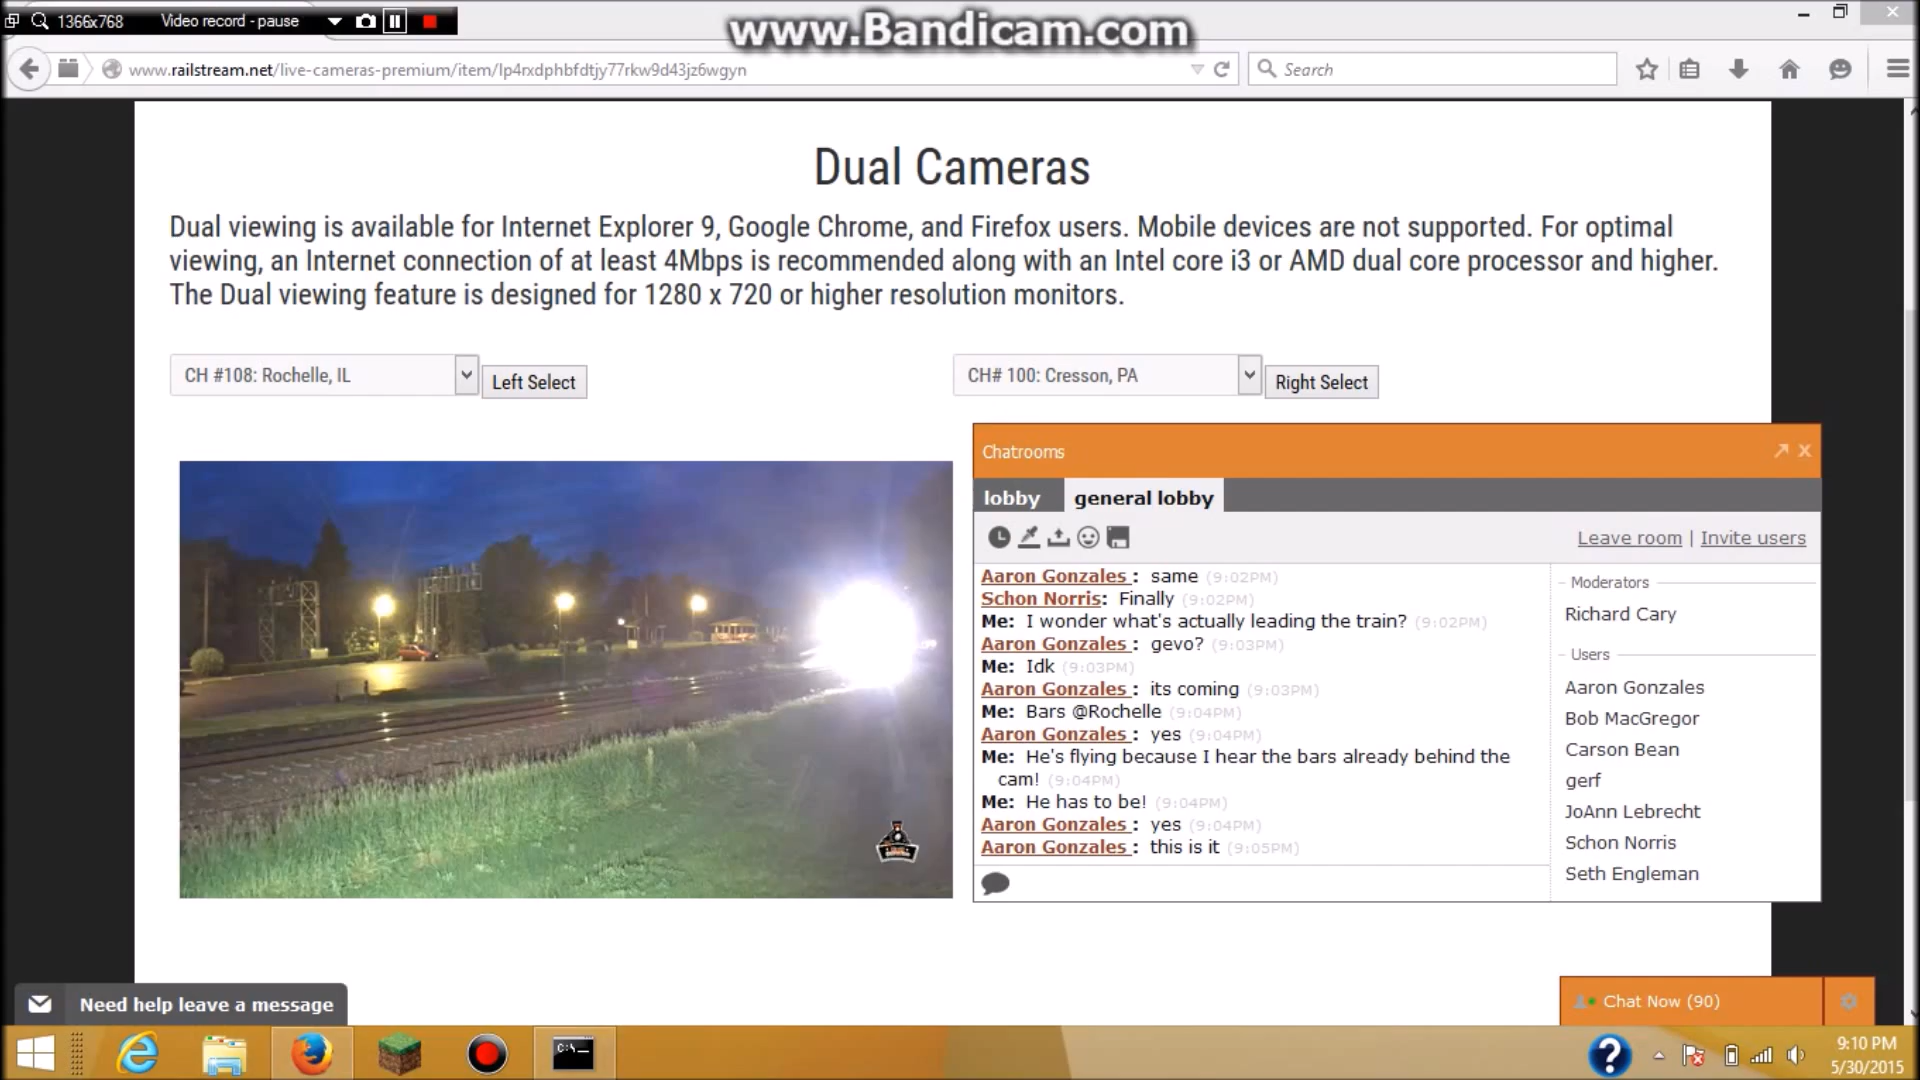 1366x768
Video record - pause
www.Bandicam.com
www.railstream.net/live-cameras-premium/item/lp4rxdphbfdtjy77rkw9d43jz6wgyn
Search
Dual Cameras
Dual viewing is available for Internet Explorer 9, Google Chrome, and Firefox users. Mobile devices are not supported. For optimal
viewing, an Internet connection of at least 4Mbps is recommended along with an Intel core i3 or AMD dual core processor and higher.
The Dual viewing feature is designed for 1280 x 720 or higher resolution monitors.
CH #108: Rochelle, IL
Left Select
CH# 100: Cresson, PA
Right Select
Chatrooms
lobby
general lobby
Leave room | Invite users
Aaron Gonzales : same (9:02PM)
Schon Norris: Finally (9:02PM)
Me: I wonder what's actually leading the train? (9:02PM)
Aaron Gonzales : gevo? (9:03PM)
Me: Idk (9:03PM)
Aaron Gonzales : its coming (9:03PM)
Me: Bars @Rochelle (9:04PM)
Aaron Gonzales : yes (9:04PM)
Me: He's flying because I hear the bars already behind the
cam! (9:04PM)
Me: He has to be! (9:04PM)
Aaron Gonzales : yes (9:04PM)
Aaron Gonzales : this is it (9:05PM)
Moderators
Richard Cary
Users
Aaron Gonzales
Bob MacGregor
Carson Bean
gerf
JoAnn Lebrecht
Schon Norris
Seth Engleman
Need help leave a message
Chat Now (90)
C:\_
9:10 PM
5/30/2015